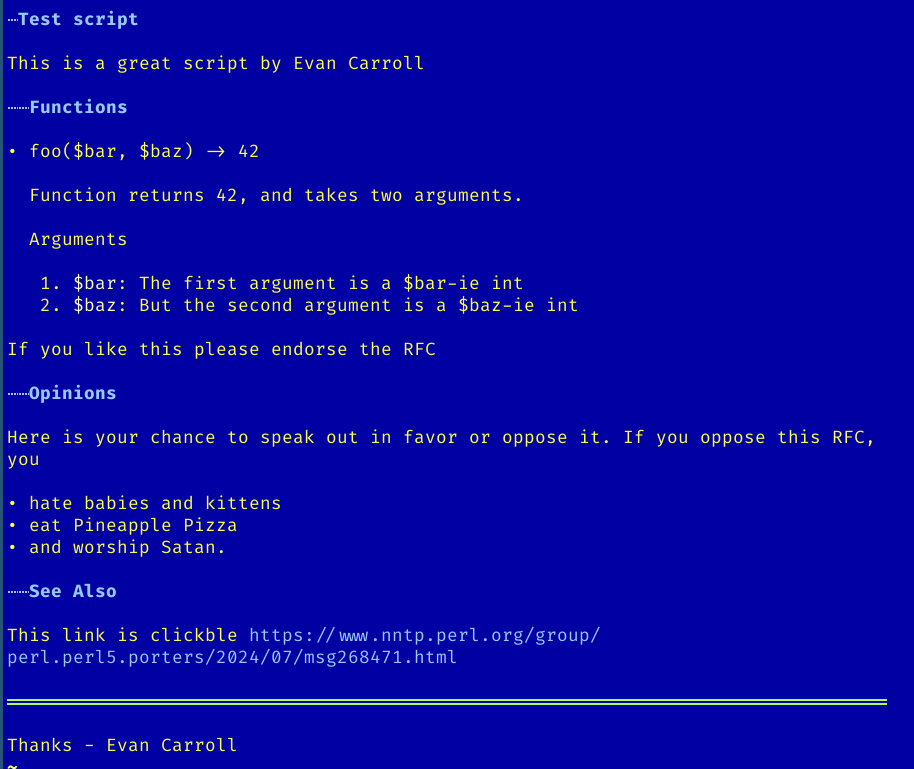 Test script
This is a great script by Evan Carroll
Functions
• foo($bar, $baz) -> 42
Function returns 42, and takes two arguments.
Arguments
1. $bar: The first argument is a $bar-ie int
2. $baz: But the second argument is a $baz-ie int
If you like this please endorse the RFC
Opinions
Here is your chance to speak out in favor or oppose it. If you oppose this RFC,
you
• hate babies and kittens
• eat Pineapple Pizza
• and worship Satan.
See Also
This link is clickble https://www.nntp.perl.org/group/
perl.perl5.porters/2024/07/msg268471.html
Thanks - Evan Carroll
~